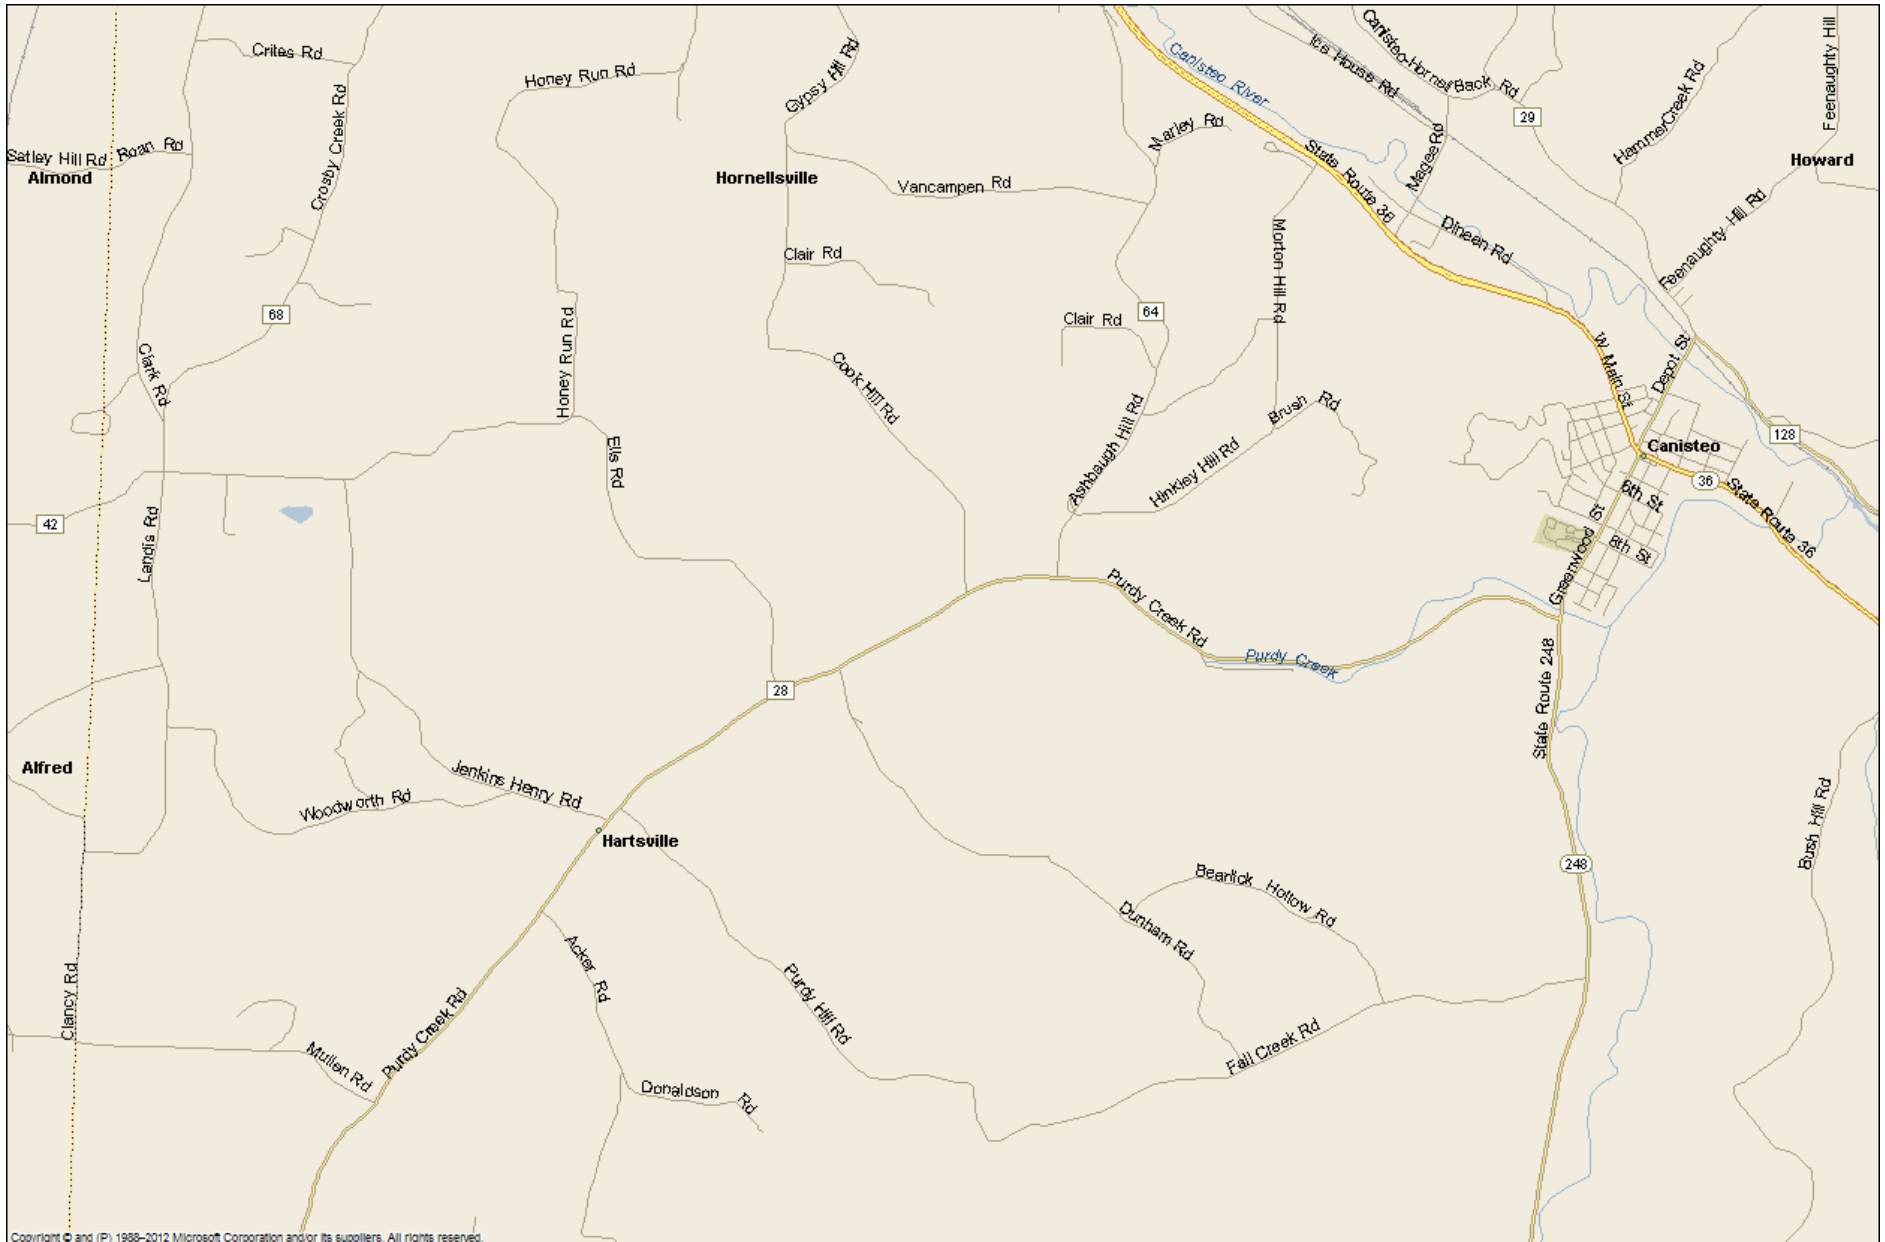 Crites Rd
Honey Run Rd
Gypsy Hill Rd
Canisteo River
Ice House Rd
Canisteo-Hornell Back Rd
29
HammerCreek Rd
Feenaughty Hill
Crosby Creek Rd
Satley Hill Rd
Roan Rd
Almond
Hornellsville
Marley Rd
State Route 36
Magee Rd
Howard
Vancampen Rd
Dineen Rd
Feenaughty Hill Rd
Morton Hill Rd
Clair Rd
68
Clair Rd
64
Clark Rd
Honey Run Rd
Cook Hill Rd
W Main St
Depot St
Brush Rd
Ashbaugh Hill Rd
Hinkley Hill Rd
Ells Rd
128
Canisteo
36
State Route 36
6th St
8th St
Greenwood St
42
Landis Rd
Purdy Creek Rd
Purdy Creek
State Route 248
28
Alfred
Jenkins Henry Rd
Woodworth Rd
Hartsville
Bush Hill Rd
248
Bearlick Hollow Rd
Dunham Rd
Acker Rd
Purdy Hill Rd
Clancy Rd
Purdy Creek Rd
Mullen Rd
Fall Creek Rd
Donaldson Rd
Copyright © and (P) 1988–2012 Microsoft Corporation and/or its suppliers. All rights reserved.